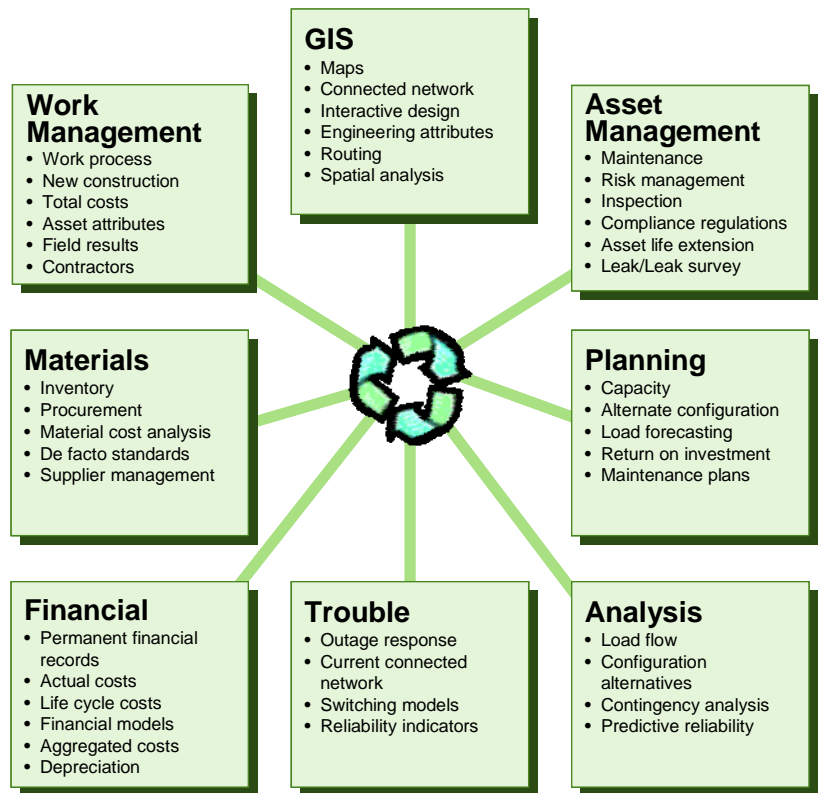 GIS
• Maps
• Connected network
• Interactive design
• Engineering attributes
• Routing
• Spatial analysis
Work
Management
• Work process
• New construction
• Total costs
• Asset attributes
• Field results
• Contractors
Asset
Management
• Maintenance
• Risk management
• Inspection
• Compliance regulations
• Asset life extension
• Leak/Leak survey
Materials
• Inventory
• Procurement
• Material cost analysis
• De facto standards
• Supplier management
Planning
• Capacity
• Alternate configuration
• Load forecasting
• Return on investment
• Maintenance plans
Financial
• Permanent financial
records
• Actual costs
• Life cycle costs
• Financial models
• Aggregated costs
• Depreciation
Trouble
• Outage response
• Current connected
network
• Switching models
• Reliability indicators
Analysis
• Load flow
• Configuration
alternatives
• Contingency analysis
• Predictive reliability